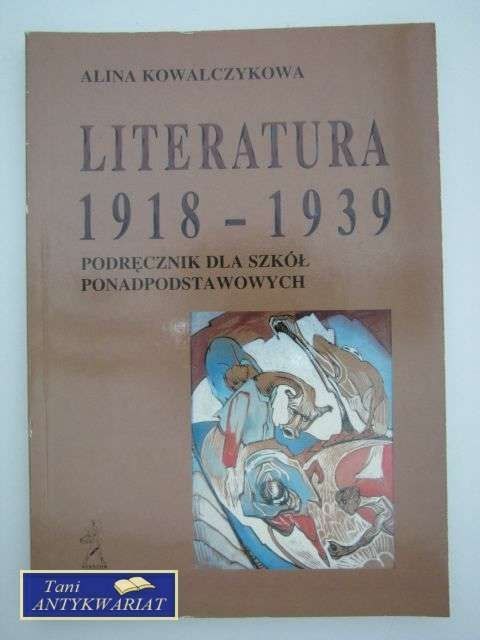 ALINA KOWALCZYKOWA
LITERATURA
1918 – 1939
PODRĘCZNIK DLA SZKÓŁ
PONADPODSTAWOWYCH
Tani
ANTYKWARIAT